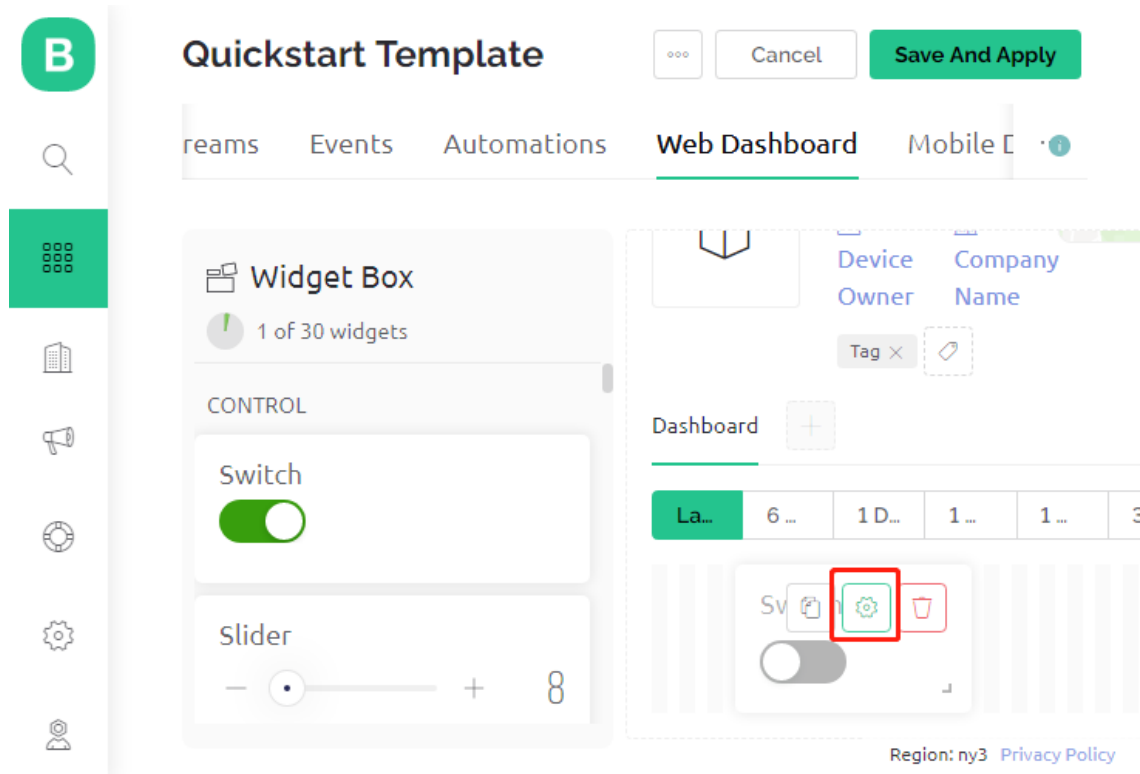 B
Quickstart Template
Cancel
Save And Apply
reams
Events
Automations
Web Dashboard
Mobile
Widget Box
1 of 30 widgets
Device
Owner
Company
Name
Tag
CONTROL
Dashboard
Switch
La...
6 ...
1 D...
1 ...
1 ...
3
Slider
8
Region: ny3 Privacy Policy